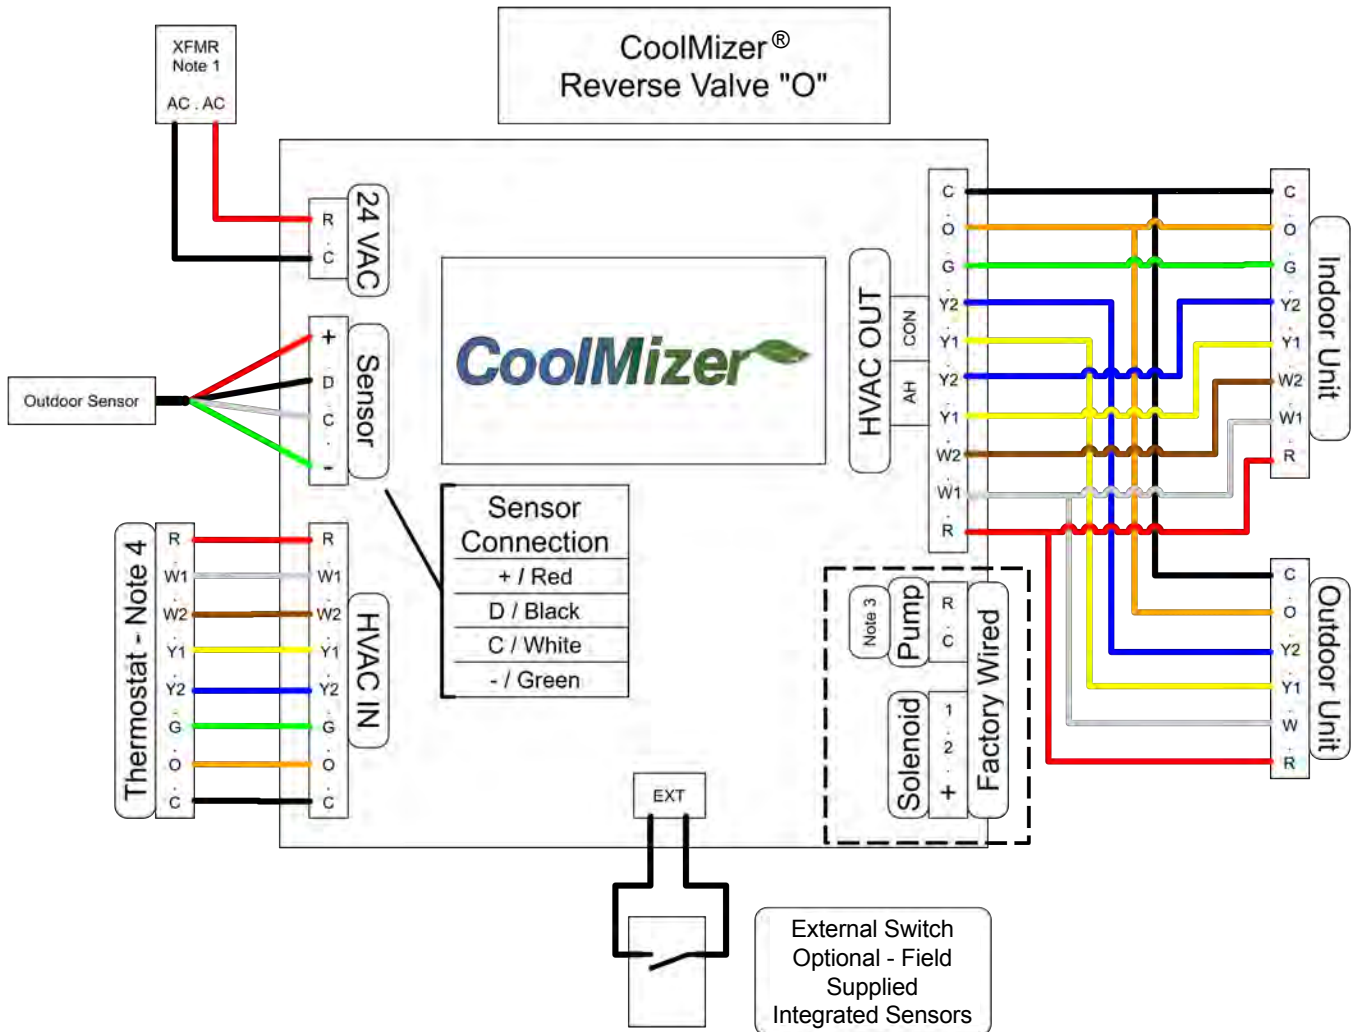 CoolMizer®
Reverse Valve "O"
XFMR
Note 1
AC . AC
24 VAC
R
.
C
Sensor
+
.
D
.
C
.
-
Outdoor Sensor
CoolMizer
Sensor
Connection
+ / Red
D / Black
C / White
- / Green
Thermostat - Note 4
R
.
W1
.
W2
.
Y1
.
Y2
.
G
.
O
.
C
R
.
W1
.
W2
.
Y1
.
Y2
.
G
.
O
.
C
HVAC IN
HVAC OUT
CON
AH
C
.
O
.
G
.
Y2
.
Y1
.
Y2
.
Y1
.
W2
.
W1
.
R
C
.
O
.
G
.
Y2
.
Y1
.
W2
.
W1
.
R
Indoor Unit
C
.
O
.
Y2
.
Y1
.
W
.
R
Outdoor Unit
Note 3
Pump
R
.
C
Solenoid
1
.
2
.
+
Factory Wired
EXT
External Switch
Optional - Field
Supplied
Integrated Sensors